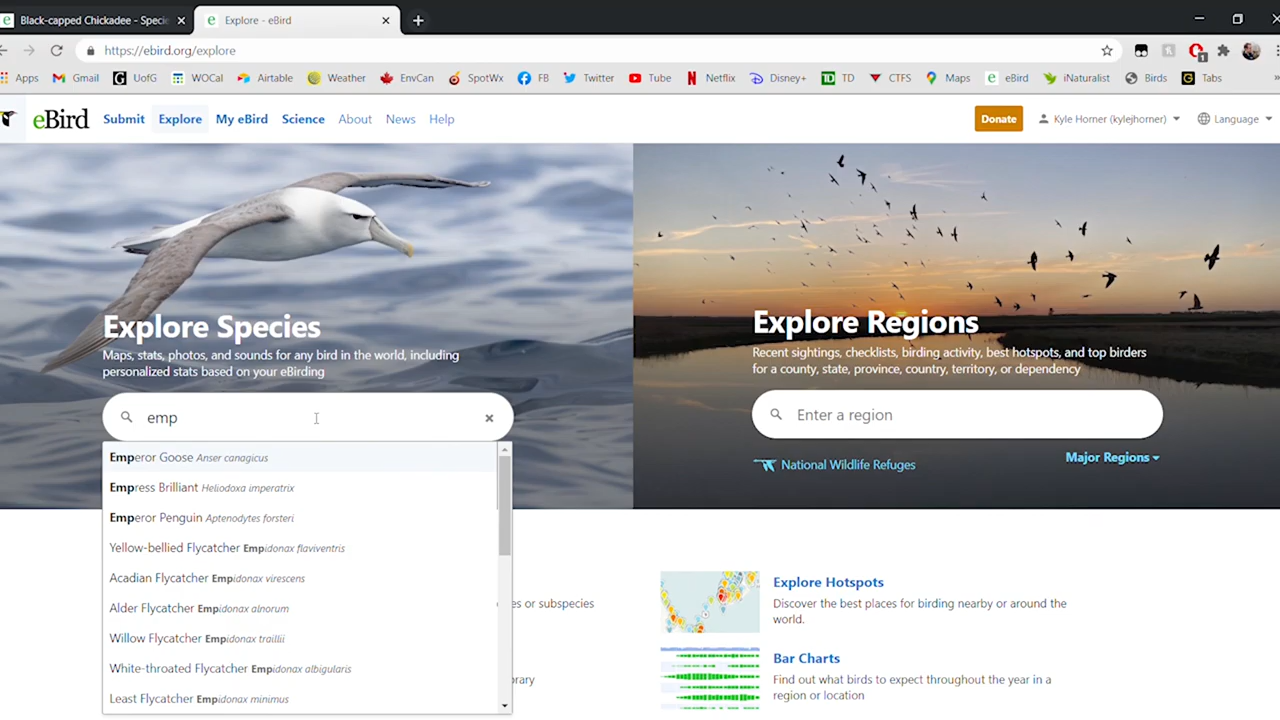 Black-capped Chickadee - Specie
Explore - eBird
https://ebird.org/explore
Apps Gmail UofG WOCal Airtable Weather EnvCan SpotWx FB Twitter Tube Netflix Disney+ TD CTFS Maps eBird iNaturalist Birds Tabs
eBird Submit Explore My eBird Science About News Help Donate Kyle Horner (kylejhorner) Language
Explore Species
Maps, stats, photos, and sounds for any bird in the world, including
personalized stats based on your eBirding
emp
Emperor Goose Anser canagicus
Empress Brilliant Heliodoxa imperatrix
Emperor Penguin Aptenodytes forsteri
Yellow-bellied Flycatcher Empidonax flaviventris
Acadian Flycatcher Empidonax virescens
Alder Flycatcher Empidonax alnorum
Willow Flycatcher Empidonax traillii
White-throated Flycatcher Empidonax albigularis
Least Flycatcher Empidonax minimus
es or subspecies
rary
Explore Regions
Recent sightings, checklists, birding activity, best hotspots, and top birders
for a county, state, province, country, territory, or dependency
Enter a region
National Wildlife Refuges
Major Regions
Explore Hotspots
Discover the best places for birding nearby or around the
world.
Bar Charts
Find out what birds to expect throughout the year in a
region or location